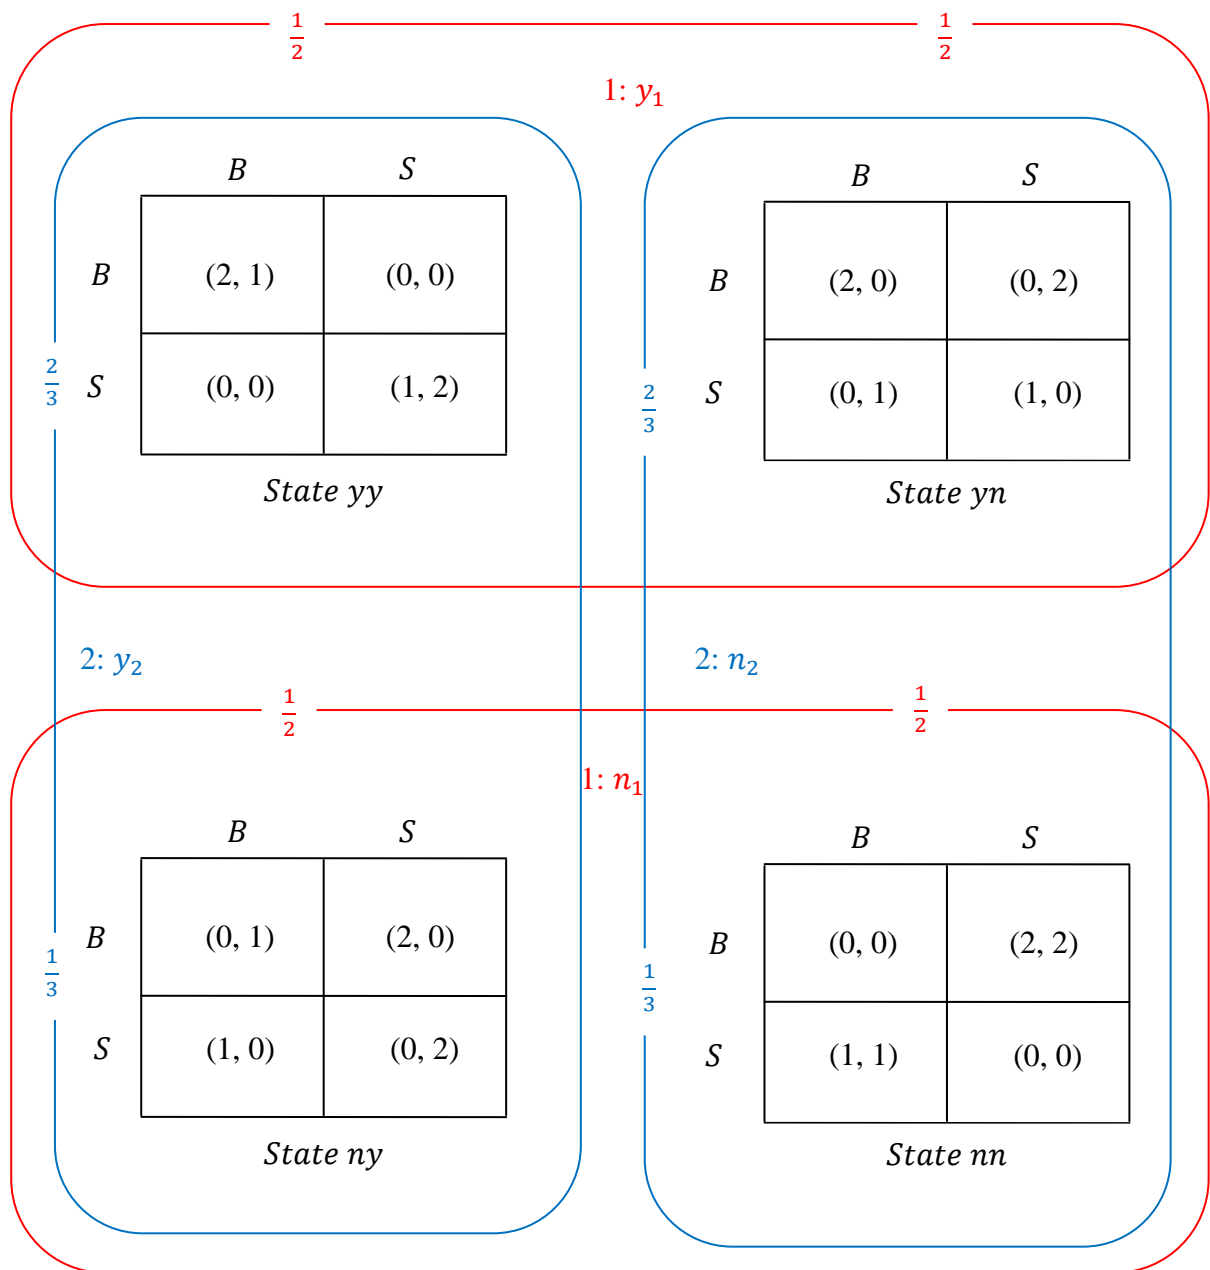 1/2 1/2
1: y₁
B S
B S
B (2, 1) (0, 0)
B (2, 0) (0, 2)
2/3 S (0, 0) (1, 2)
2/3 S (0, 1) (1, 0)
State yy
State yn
2: y₂ 2: n₂
1/2 1/2
1: n₁
B S
B S
B (0, 1) (2, 0)
B (0, 0) (2, 2)
1/3 S (1, 0) (0, 2)
1/3 S (1, 1) (0, 0)
State ny
State nn